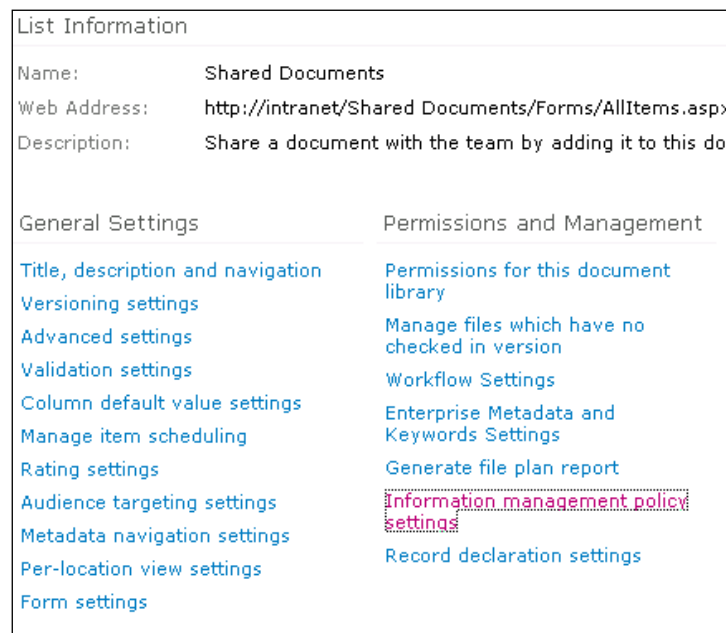 List Information
Name: Shared Documents
Web Address: http://intranet/Shared Documents/Forms/AllItems.aspx
Description: Share a document with the team by adding it to this do
General Settings
Title, description and navigation
Versioning settings
Advanced settings
Validation settings
Column default value settings
Manage item scheduling
Rating settings
Audience targeting settings
Metadata navigation settings
Per-location view settings
Form settings
Permissions and Management
Permissions for this document
library
Manage files which have no
checked in version
Workflow Settings
Enterprise Metadata and
Keywords Settings
Generate file plan report
Information management policy
settings
Record declaration settings